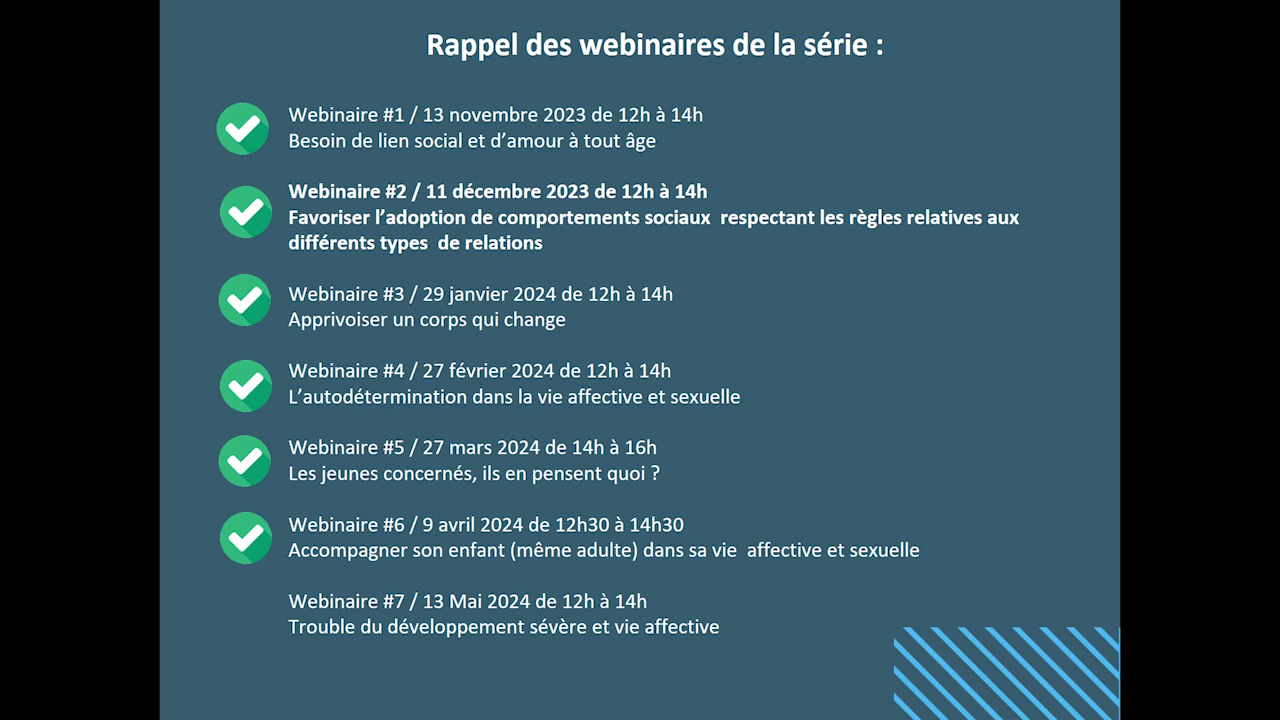 Rappel des webinaires de la série :
Webinaire #1 / 13 novembre 2023 de 12h à 14h
Besoin de lien social et d’amour à tout âge
Webinaire #2 / 11 décembre 2023 de 12h à 14h
Favoriser l’adoption de comportements sociaux  respectant les règles relatives aux
différents types  de relations
Webinaire #3 / 29 janvier 2024 de 12h à 14h
Apprivoiser un corps qui change
Webinaire #4 / 27 février 2024 de 12h à 14h
L’autodétermination dans la vie affective et sexuelle
Webinaire #5 / 27 mars 2024 de 14h à 16h
Les jeunes concernés, ils en pensent quoi ?
Webinaire #6 / 9 avril 2024 de 12h30 à 14h30
Accompagner son enfant (même adulte) dans sa vie  affective et sexuelle
Webinaire #7 / 13 Mai 2024 de 12h à 14h
Trouble du développement sévère et vie affective